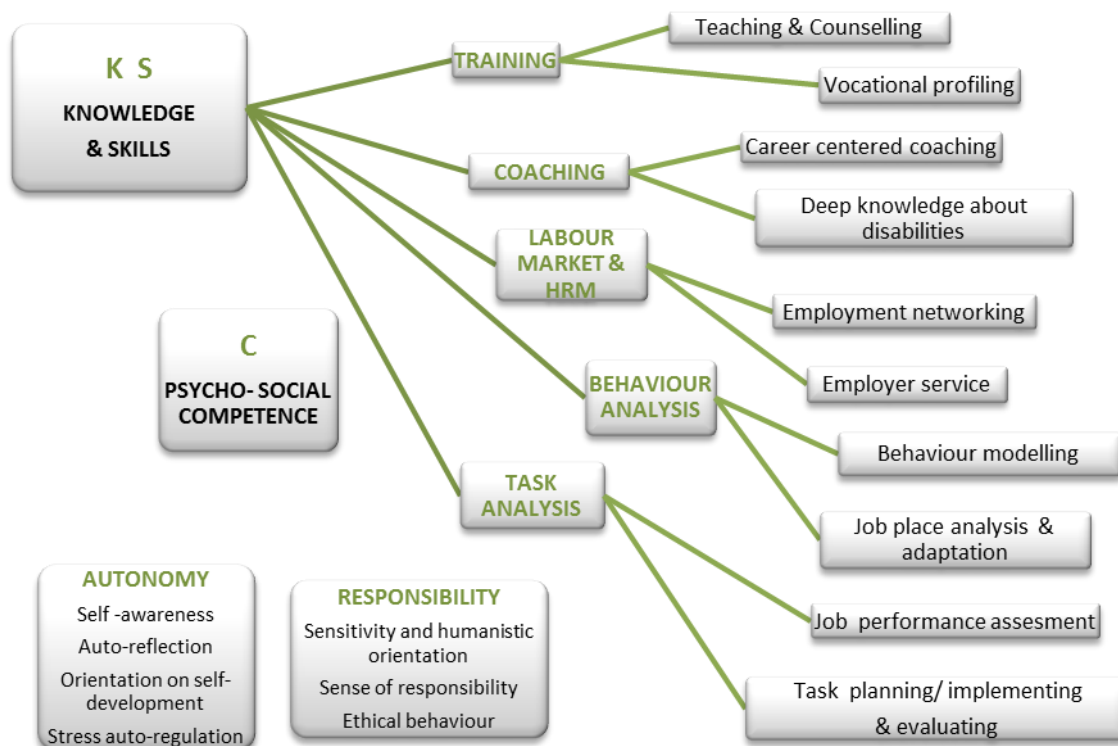 K S
KNOWLEDGE
& SKILLS
TRAINING
Teaching & Counselling
Vocational profiling
COACHING
Career centered coaching
Deep knowledge about
disabilities
LABOUR
MARKET &
HRM
Employment networking
Employer service
C
PSYCHO- SOCIAL
COMPETENCE
BEHAVIOUR
ANALYSIS
Behaviour modelling
Job place analysis &
adaptation
TASK
ANALYSIS
Job performance assesment
Task planning/ implementing
& evaluating
AUTONOMY
Self -awareness
Auto-reflection
Orientation on self-
development
Stress auto-regulation
RESPONSIBILITY
Sensitivity and humanistic
orientation
Sense of responsibility
Ethical behaviour